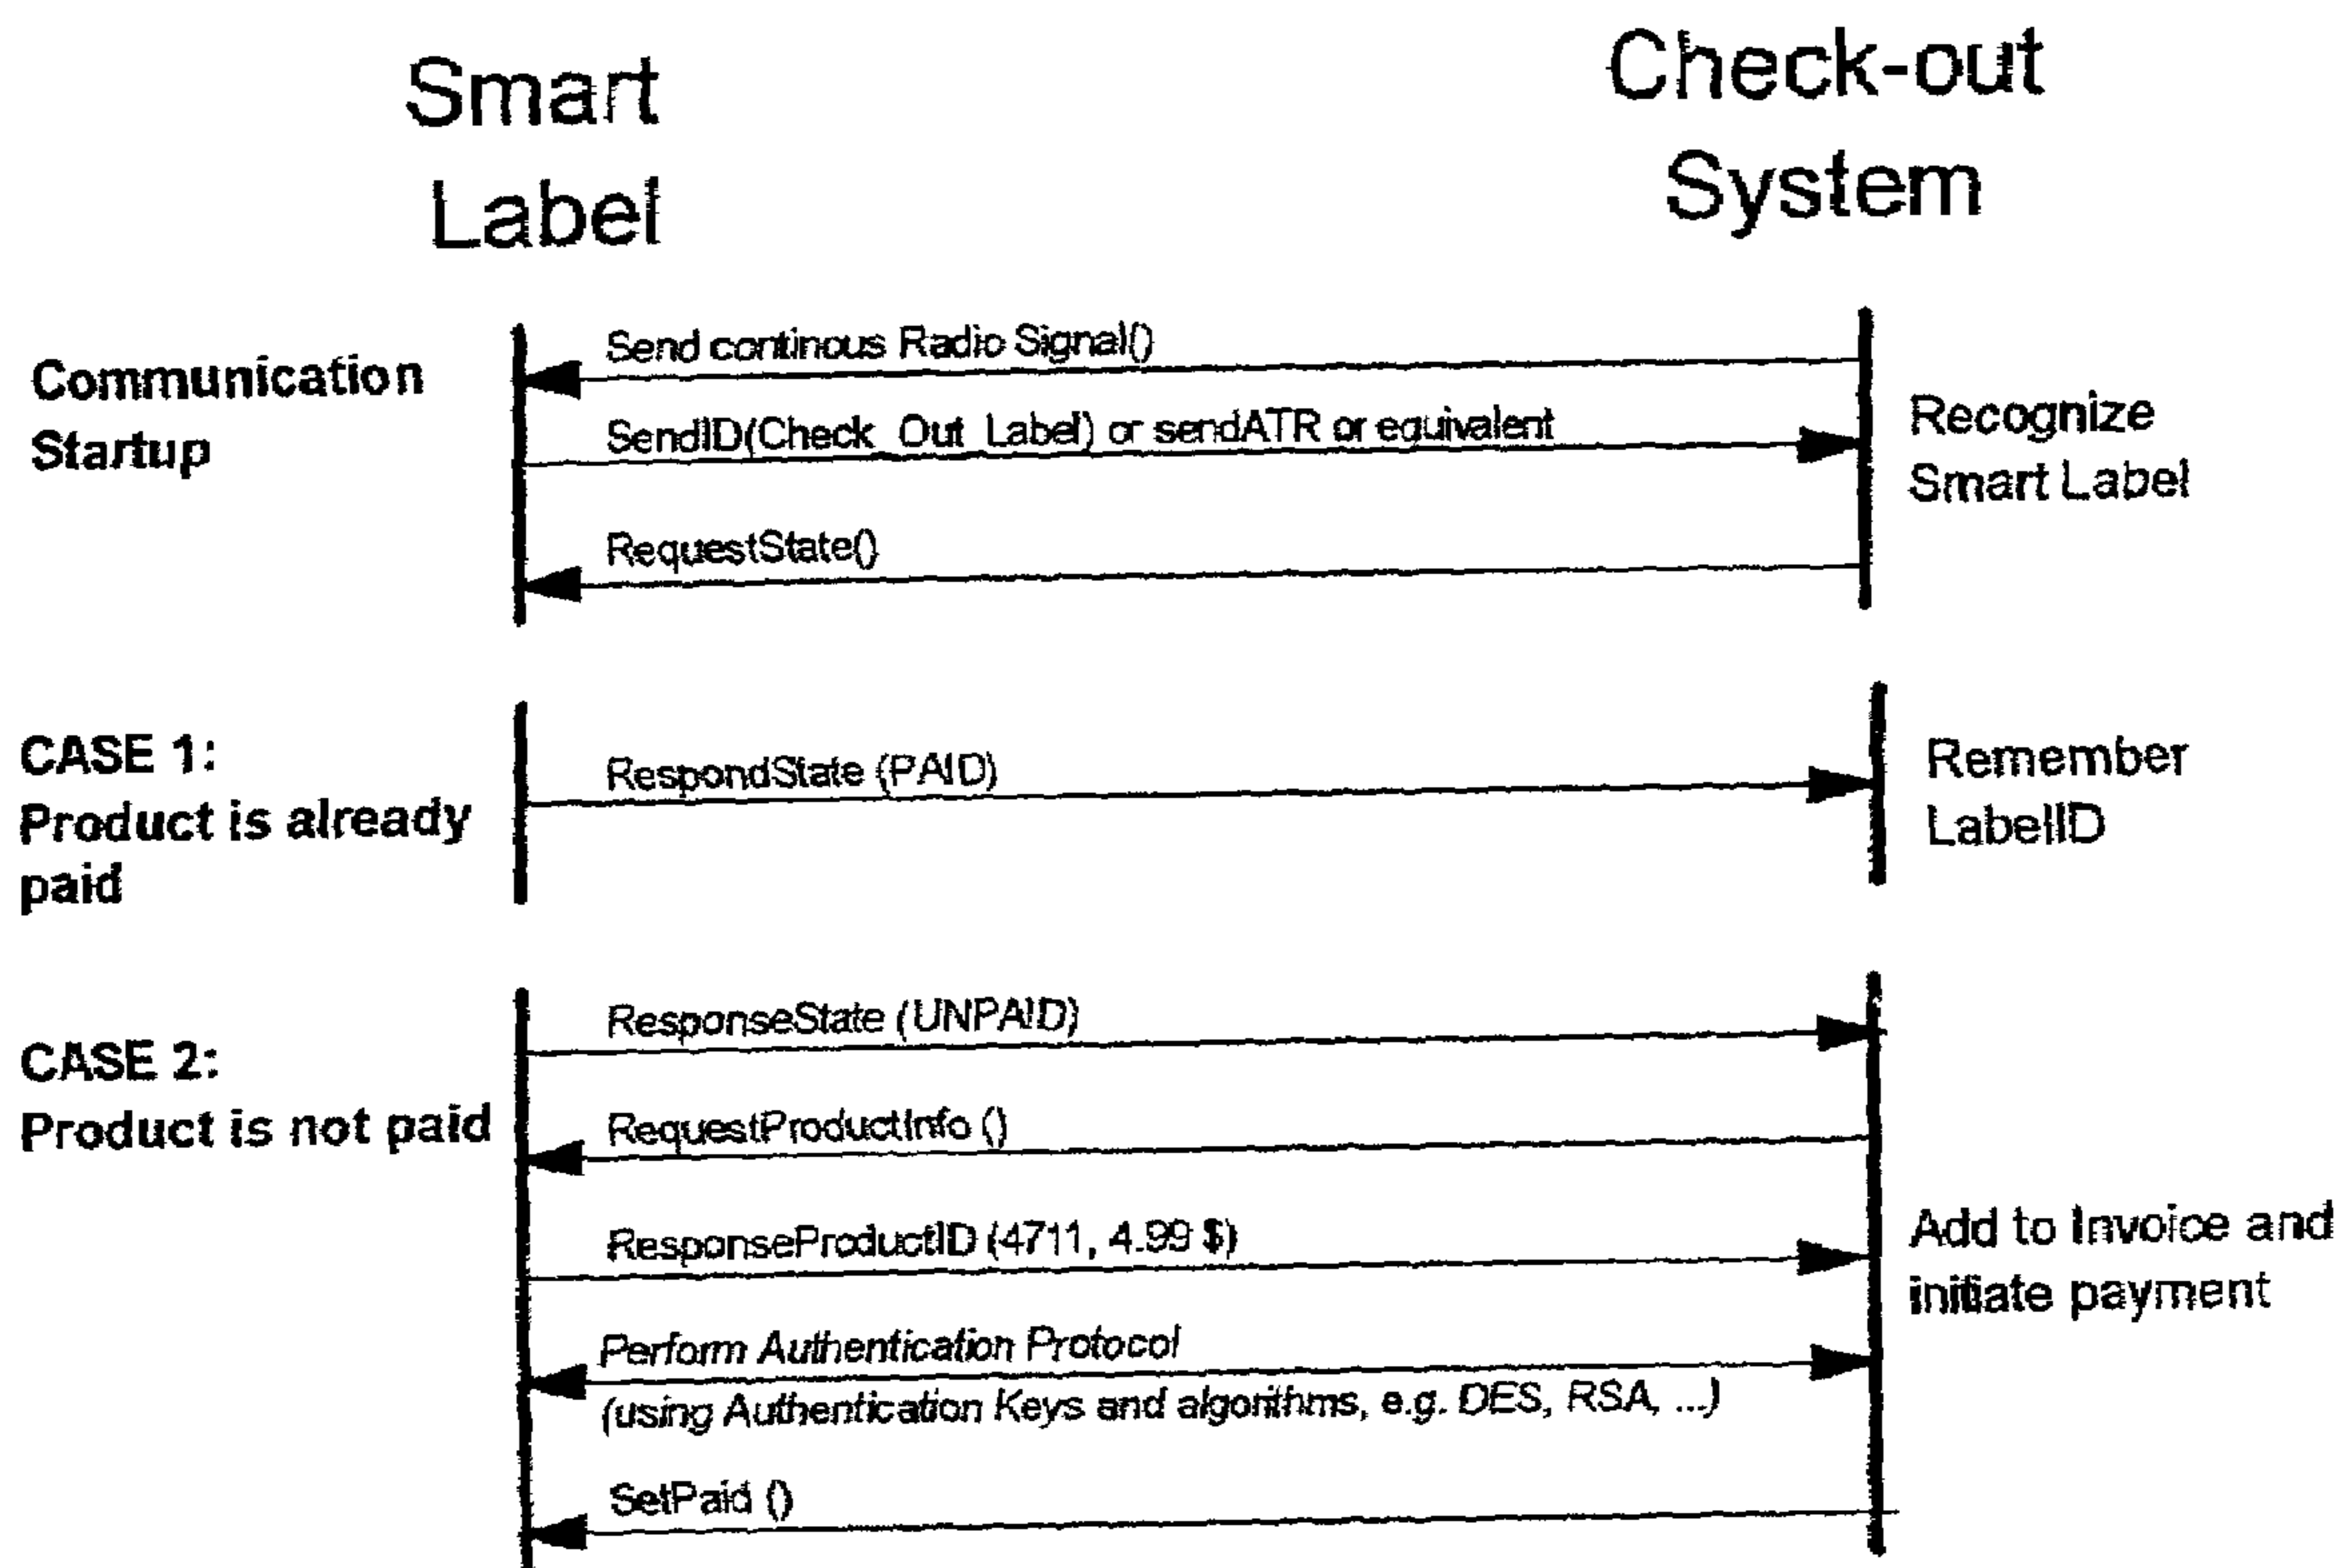 Smart
Label
Check-out
System
Communication
Startup
Send continous Radio Signal()
SendID(Check_Out_Label) or sendATR or equivalent
Recognize
Smart Label
RequestState()
CASE 1:
Product is already
paid
RespondState (PAID)
Remember
LabelID
CASE 2:
Product is not paid
ResponseState (UNPAID)
RequestProductInfo ()
ResponseProductID (4711, 4.99 $)
Add to Invoice and
initiate payment
Perform Authentication Protocol
(using Authentication Keys and algorithms, e.g. DES, RSA, ...)
SetPaid ()